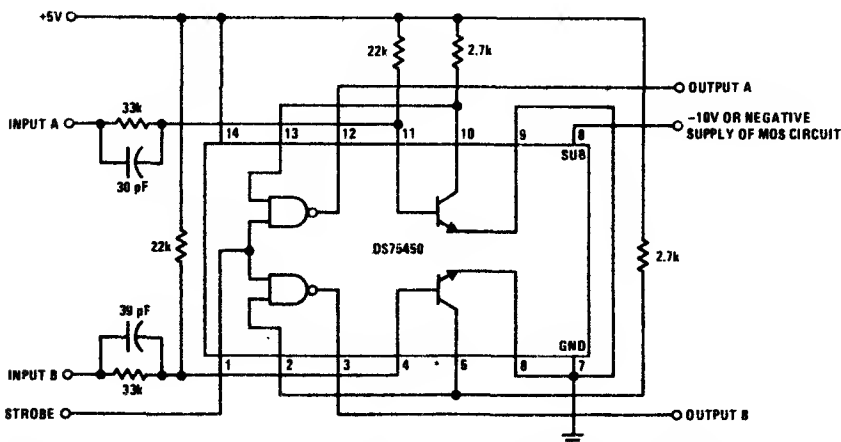 +5V
22k
2.7k
OUTPUT A
33k
INPUT A
-10V OR NEGATIVE
SUPPLY OF MOS CIRCUIT
14
13
12
11
10
9
8
SUB
30 pF
22k
DS75450
2.7k
39 pF
GND
1
2
3
4
5
6
7
INPUT B
33k
STROBE
OUTPUT B